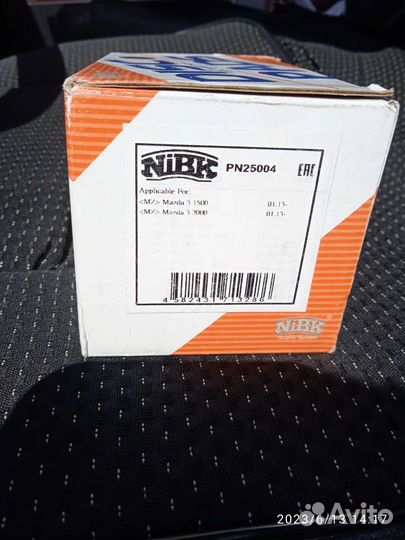 NiBK PN25004 EAC
Applicable For:
<MZ> Mazda 3 1500 01.13-
<MZ> Mazda 3 2000 01.13-
4 582431 713286
NiBK
2023/6/13 14:17
Avito